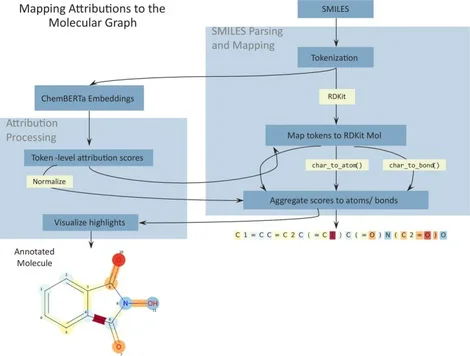 Mapping Attributions to the
Molecular Graph
SMILES
SMILES Parsing
and Mapping
Tokenization
RDKit
ChemBERTa Embeddings
Attribution
Processing
Map tokens to RDKit Mol
Token -level attribution scores
char_to_atom()
char_to_bond()
Normalize
Aggregate scores to atoms/ bonds
Visualize highlights
C 1 = C C = C 2 C ( = C 1 ) C ( = O ) N ( C 2 = O ) O
Annotated
Molecule
N
OH
O